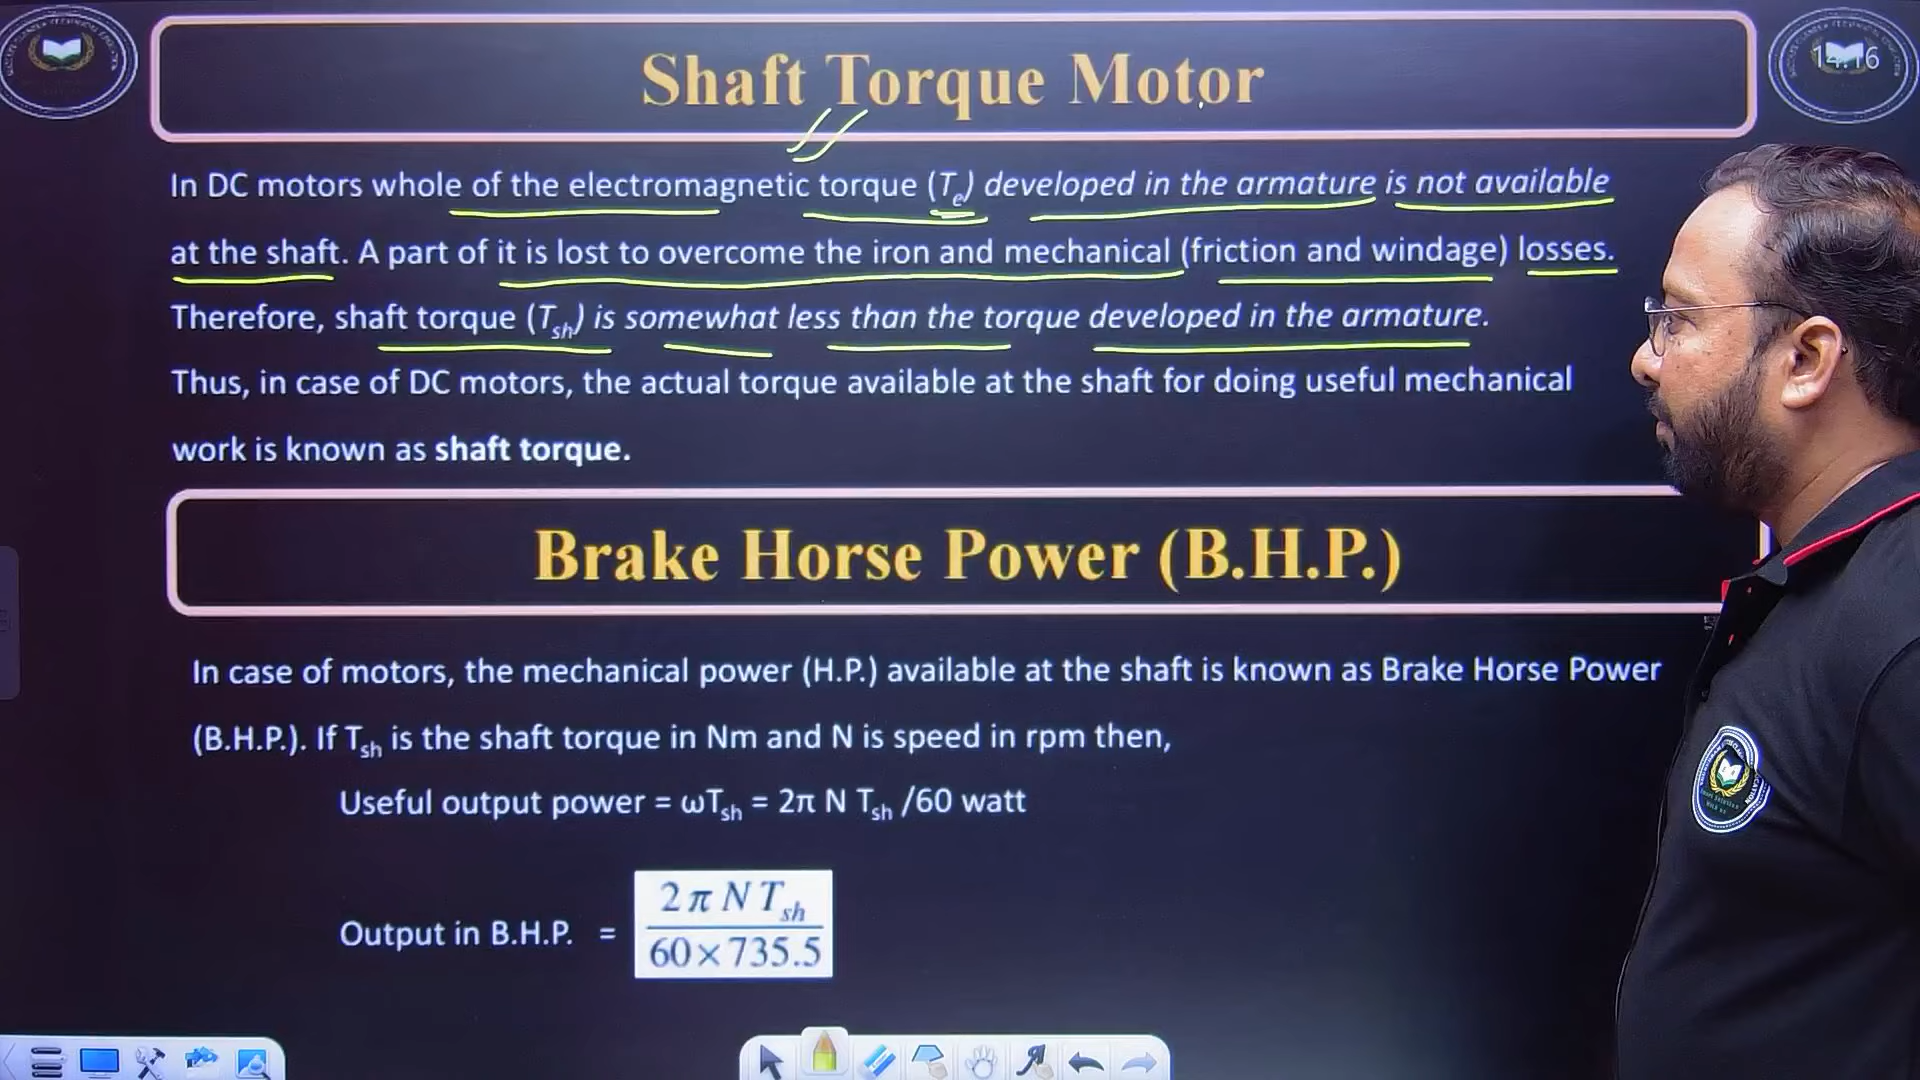 14:16
Shaft Torque Motor
In DC motors whole of the electromagnetic torque (Te) developed in the armature is not available
at the shaft. A part of it is lost to overcome the iron and mechanical (friction and windage) losses.
Therefore, shaft torque (Tsh) is somewhat less than the torque developed in the armature.
Thus, in case of DC motors, the actual torque available at the shaft for doing useful mechanical
work is known as shaft torque.
Brake Horse Power (B.H.P.)
In case of motors, the mechanical power (H.P.) available at the shaft is known as Brake Horse Power
(B.H.P.). If Tsh is the shaft torque in Nm and N is speed in rpm then,
Useful output power = ωTsh = 2π N Tsh /60 watt
Output in B.H.P. = 2 π N Tsh
60×735.5